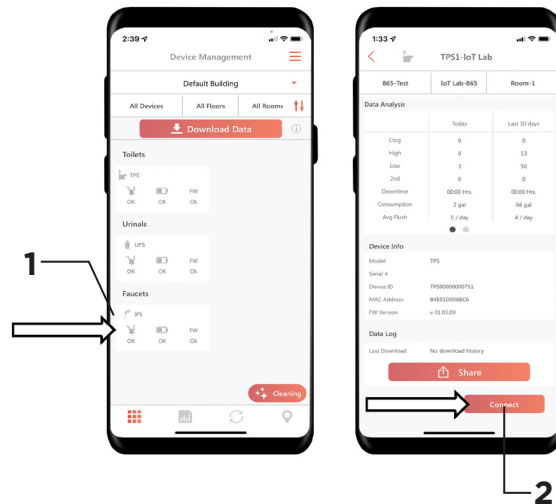 2:39
Device Management
Default Building
All Devices All Floors All Rooms
Download Data
Toilets
TPS
FW
OK OK Ok
Urinals
UFS
FW
OK OK Ok
Faucets
IPS
FW
OK OK Ok
Cleaning
1
1:33
TPS1-IoT Lab
865-Test IoT Lab-865 Room-1
Data Analysis
Today Last 30 days
Clog 0 0
High 0 13
Low 3 50
2nd 0 0
Downtime 00:00 Hrs. 00:00 Hrs.
Consumption 2 gal 66 gal
Avg Flush 0 / day 4 / day
Device Info
Model TPS
Serial #
Device ID TPS00000000751
MAC Address B4E01D006BC6
FW Version v 01.03.09
Data Log
Last Download No download history
Share
Connect
2